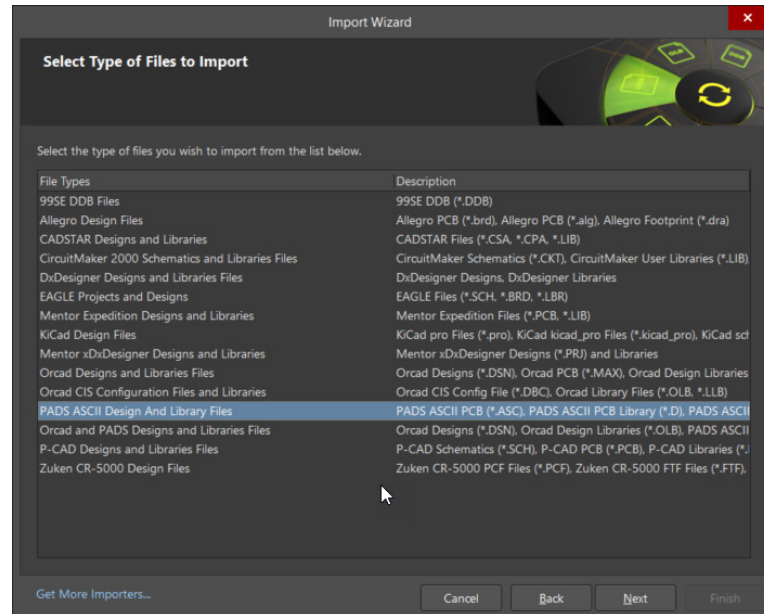 Import Wizard
Select Type of Files to Import
Select the type of files you wish to import from the list below.
File Types Description
99SE DDB Files 99SE DDB (*.DDB)
Allegro Design Files Allegro PCB (*.brd), Allegro PCB (*.alg), Allegro Footprint (*.dra)
CADSTAR Designs and Libraries CADSTAR Files (*.CSA, *.CPA, *.LIB)
CircuitMaker 2000 Schematics and Libraries Files CircuitMaker Schematics (*.CKT), CircuitMaker User Libraries (*.LIB)
DxDesigner Designs and Libraries Files DxDesigner Designs, DxDesigner Libraries
EAGLE Projects and Designs EAGLE Files (*.SCH, *.BRD, *.LBR)
Mentor Expedition Designs and Libraries Mentor Expedition Files (*.PCB, *.LIB)
KiCad Design Files KiCad pro Files (*.pro), KiCad kicad_pro Files (*.kicad_pro), KiCad sch
Mentor xDxDesigner Designs and Libraries Mentor xDxDesigner Designs (*.PRJ) and Libraries
Orcad Designs and Libraries Files Orcad Designs (*.DSN), Orcad PCB (*.MAX), Orcad Design Libraries
Orcad CIS Configuration Files and Libraries Orcad CIS Config File (*.DBC), Orcad Library Files (*.OLB, *.LLB)
PADS ASCII Design And Library Files PADS ASCII PCB (*.ASC), PADS ASCII PCB Library (*.D), PADS ASCII
Orcad and PADS Designs and Libraries Files Orcad Designs (*.DSN), Orcad Design Libraries (*.OLB), PADS ASCII
P-CAD Designs and Libraries Files P-CAD Schematics (*.SCH), P-CAD PCB (*.PCB), P-CAD Libraries (*.
Zuken CR-5000 Design Files Zuken CR-5000 PCF Files (*.PCF), Zuken CR-5000 FTF Files (*.FTF),
Get More Importers...
Cancel Back Next Finish